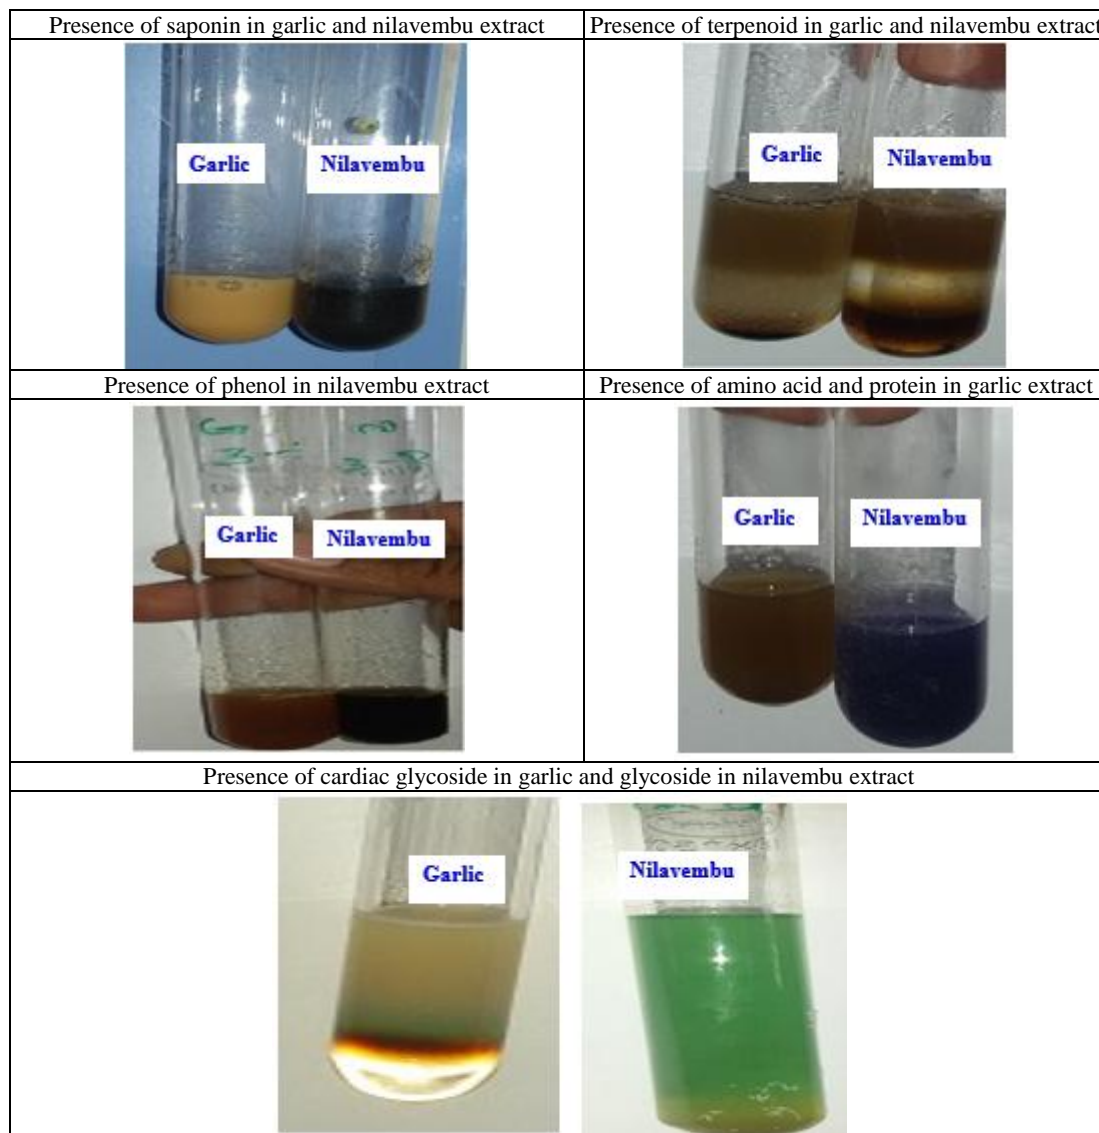 Presence of saponin in garlic and nilavembu extract
Presence of terpenoid in garlic and nilavembu extract
Garlic
Nilavembu
Garlic
Nilavembu
Presence of phenol in nilavembu extract
Presence of amino acid and protein in garlic extract
Garlic
Nilavembu
Garlic
Nilavembu
Presence of cardiac glycoside in garlic and glycoside in nilavembu extract
Garlic
Nilavembu